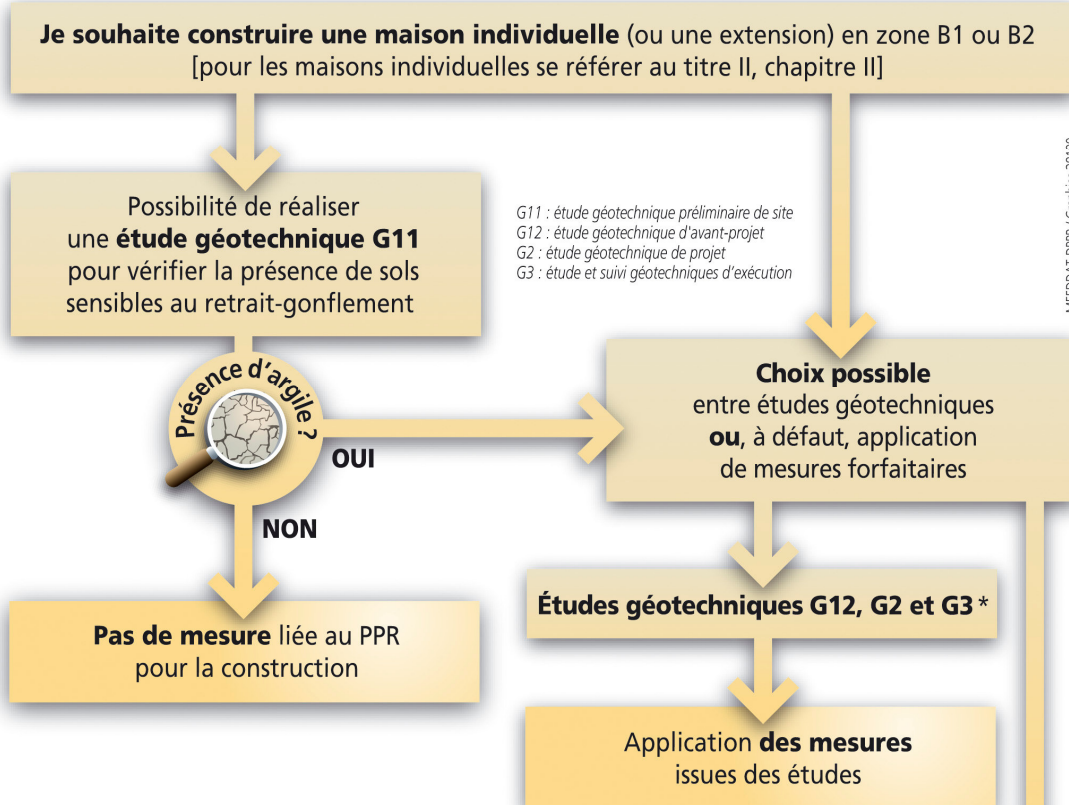 Je souhaite construire une maison individuelle (ou une extension) en zone B1 ou B2
[pour les maisons individuelles se référer au titre II, chapitre II]
Possibilité de réaliser
une étude géotechnique G11
pour vérifier la présence de sols
sensibles au retrait-gonflement
G11 : étude géotechnique préliminaire de site
G12 : étude géotechnique d'avant-projet
G2 : étude géotechnique de projet
G3 : étude et suivi géotechniques d'exécution
Présence d'argile ?
OUI
NON
Choix possible
entre études géotechniques
ou, à défaut, application
de mesures forfaitaires
Études géotechniques G12, G2 et G3 *
Pas de mesure liée au PPR
pour la construction
Application des mesures
issues des études